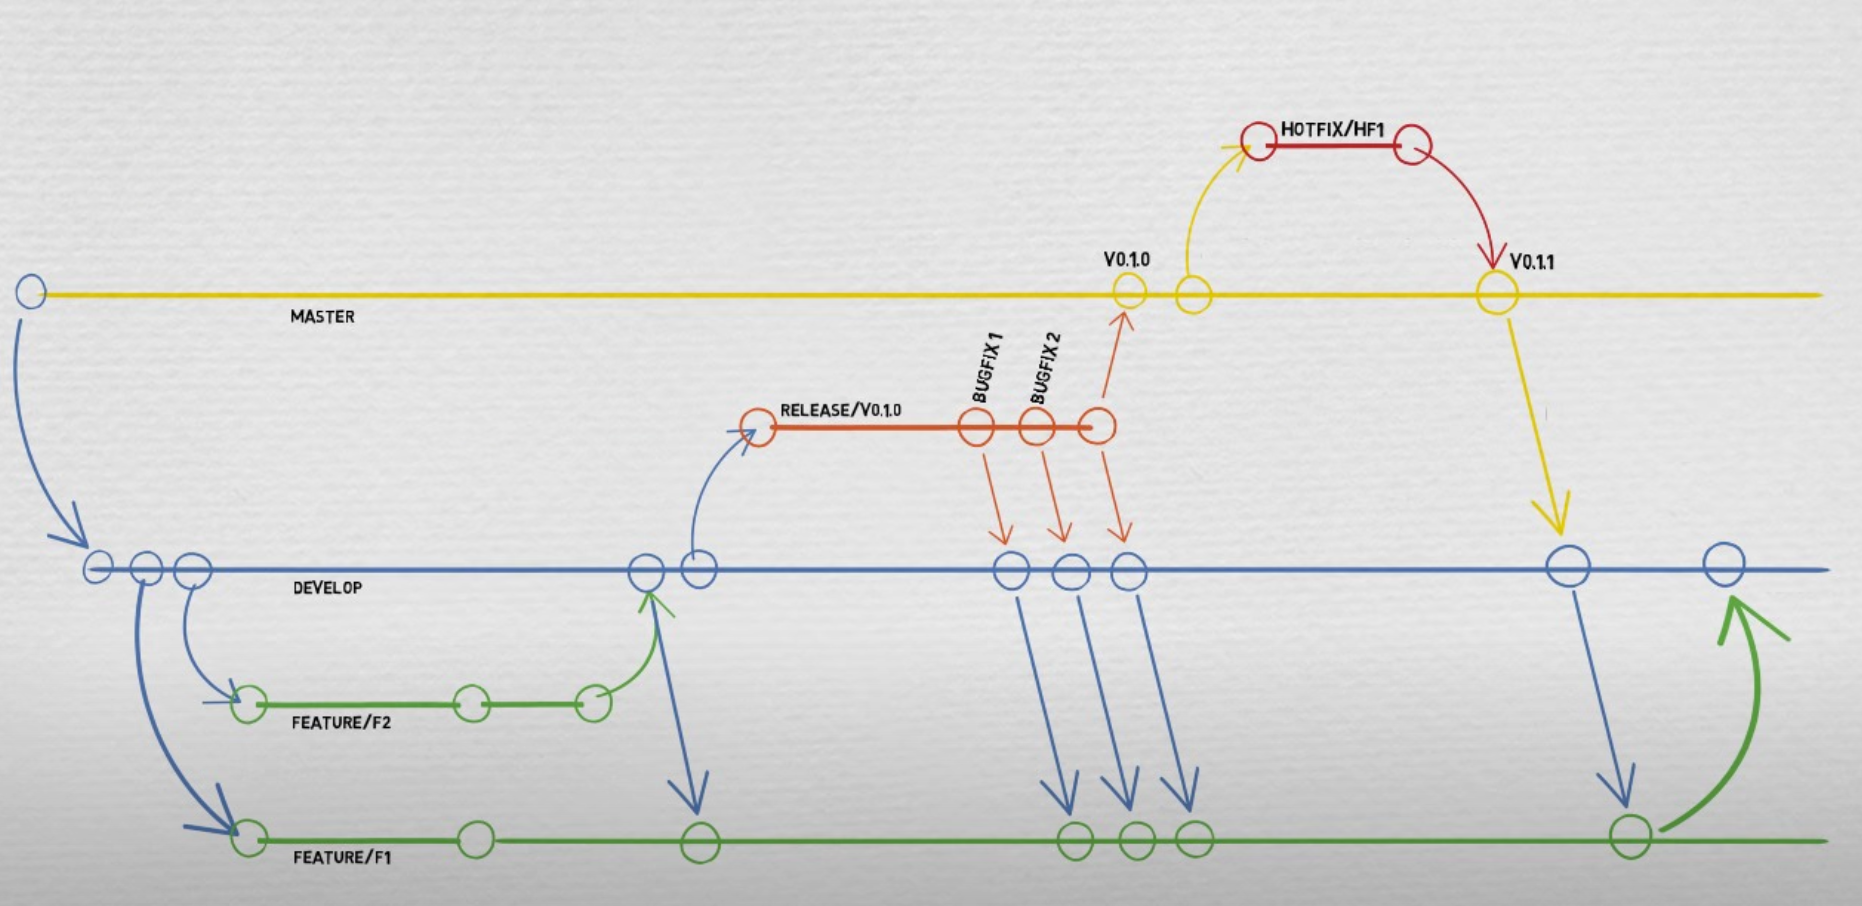 HOTFIX/HF1
V0.1.0
V0.1.1
MASTER
BUGFIX 1
BUGFIX 2
RELEASE/V0.1.0
DEVELOP
FEATURE/F2
FEATURE/F1